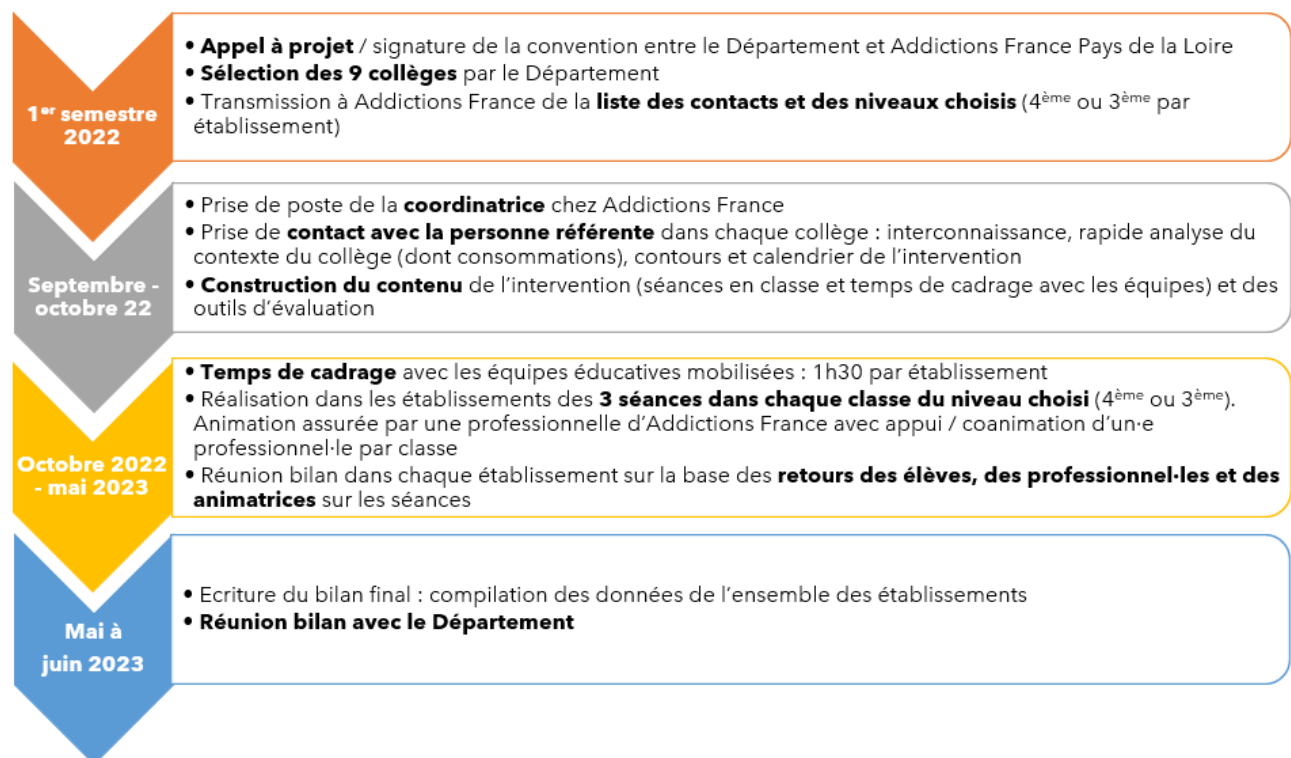 1er semestre
2022
• Appel à projet / signature de la convention entre le Département et Addictions France Pays de la Loire
• Sélection des 9 collèges par le Département
• Transmission à Addictions France de la liste des contacts et des niveaux choisis (4ème ou 3ème par
établissement)
Septembre -
octobre 22
• Prise de poste de la coordinatrice chez Addictions France
• Prise de contact avec la personne référente dans chaque collège : interconnaissance, rapide analyse du
contexte du collège (dont consommations), contours et calendrier de l’intervention
• Construction du contenu de l’intervention (séances en classe et temps de cadrage avec les équipes) et des
outils d’évaluation
Octobre 2022
- mai 2023
• Temps de cadrage avec les équipes éducatives mobilisées : 1h30 par établissement
• Réalisation dans les établissements des 3 séances dans chaque classe du niveau choisi (4ème ou 3ème).
Animation assurée par une professionnelle d’Addictions France avec appui / coanimation d’un·e
professionnel·le par classe
• Réunion bilan dans chaque établissement sur la base des retours des élèves, des professionnel·les et des
animatrices sur les séances
Mai à
juin 2023
• Ecriture du bilan final : compilation des données de l’ensemble des établissements
• Réunion bilan avec le Département